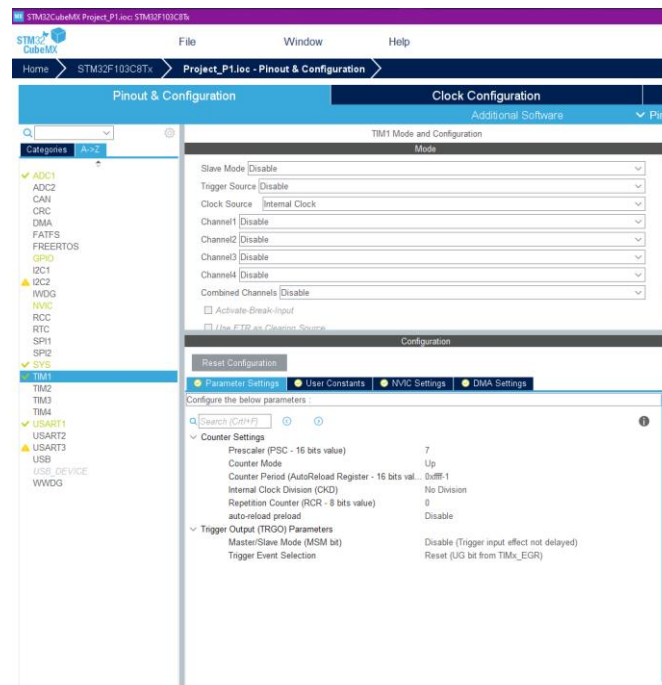 MX STM32CubeMX Project_P1.ioc: STM32F103C8Tx
STM32
CubeMX
File Window Help
Home STM32F103C8Tx Project_P1.ioc - Pinout & Configuration
Pinout & Configuration Clock Configuration
Additional Software Pi
TIM1 Mode and Configuration
Categories A->Z
Mode
Slave Mode Disable
Trigger Source Disable
Clock Source Internal Clock
Channel1 Disable
Channel2 Disable
Channel3 Disable
Channel4 Disable
Combined Channels Disable
Activate-Break-Input
Use ETR as Clearing Source
ADC1
ADC2
CAN
CRC
DMA
FATFS
FREERTOS
GPIO
I2C1
I2C2
IWDG
NVIC
RCC
RTC
SPI1
SPI2
SYS
TIM1
TIM2
TIM3
TIM4
USART1
USART2
USART3
USB
USB_DEVICE
WWDG
Configuration
Reset Configuration
Parameter Settings User Constants NVIC Settings DMA Settings
Configure the below parameters :
Search (Crtl+F)
Counter Settings
Prescaler (PSC - 16 bits value) 7
Counter Mode Up
Counter Period (AutoReload Register - 16 bits val... 0xffff-1
Internal Clock Division (CKD) No Division
Repetition Counter (RCR - 8 bits value) 0
auto-reload preload Disable
Trigger Output (TRGO) Parameters
Master/Slave Mode (MSM bit) Disable (Trigger input effect not delayed)
Trigger Event Selection Reset (UG bit from TIMx_EGR)